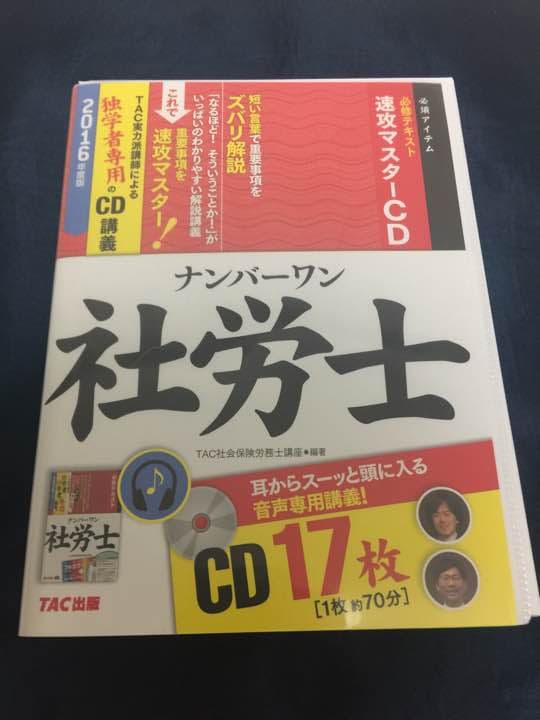 必須アイテム
必修テキスト
速攻マスターCD
短い言葉で重要事項を
ズバリ解説
「なるほど！そういうことか！」が
いっぱいのわかりやすい解説講義
これで
重要事項を
速攻マスター！
TAC実力派講師による
独学者専用の
CD講義
2016年度版
ナンバーワン
社労士
TAC社会保険労務士講座●編著
耳からスーッと頭に入る
音声専用講義！
CD17枚
[1枚 約70分]
ナンバーワン
社労士
TAC出版